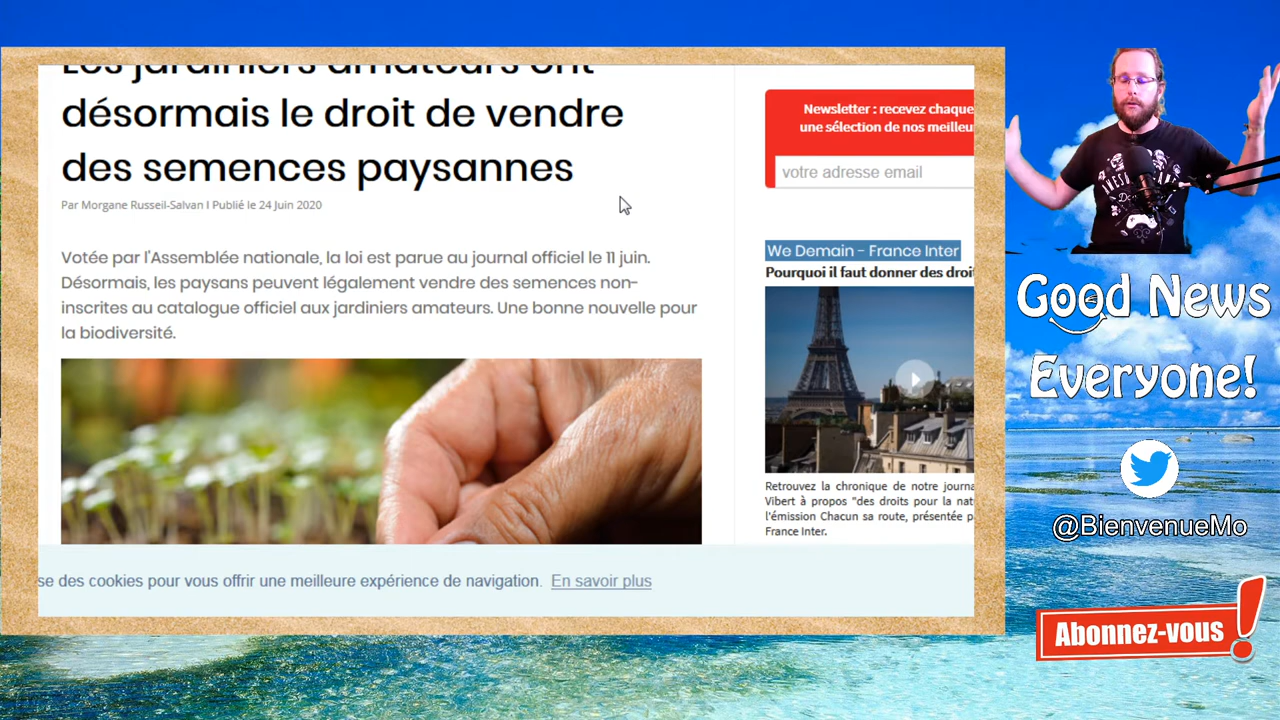 Les jardiniers amateurs ont
désormais le droit de vendre
des semences paysannes
Par Morgane Russeil-Salvan I Publié le 24 Juin 2020
Votée par l'Assemblée nationale, la loi est parue au journal officiel le 11 juin.
Désormais, les paysans peuvent légalement vendre des semences non-
inscrites au catalogue officiel aux jardiniers amateurs. Une bonne nouvelle pour
la biodiversité.
se des cookies pour vous offrir une meilleure expérience de navigation. En savoir plus
Newsletter : recevez chaque
une sélection de nos
votre adresse email
We Demain - France Inter
Pourquoi il faut donner des
Retrouvez la chronique de notre
Vibert à propos "des droits pour la
l'émission Chacun sa route, présentée
France Inter.
Good News
Everyone!
@BienvenueMo
Abonnez-vous !